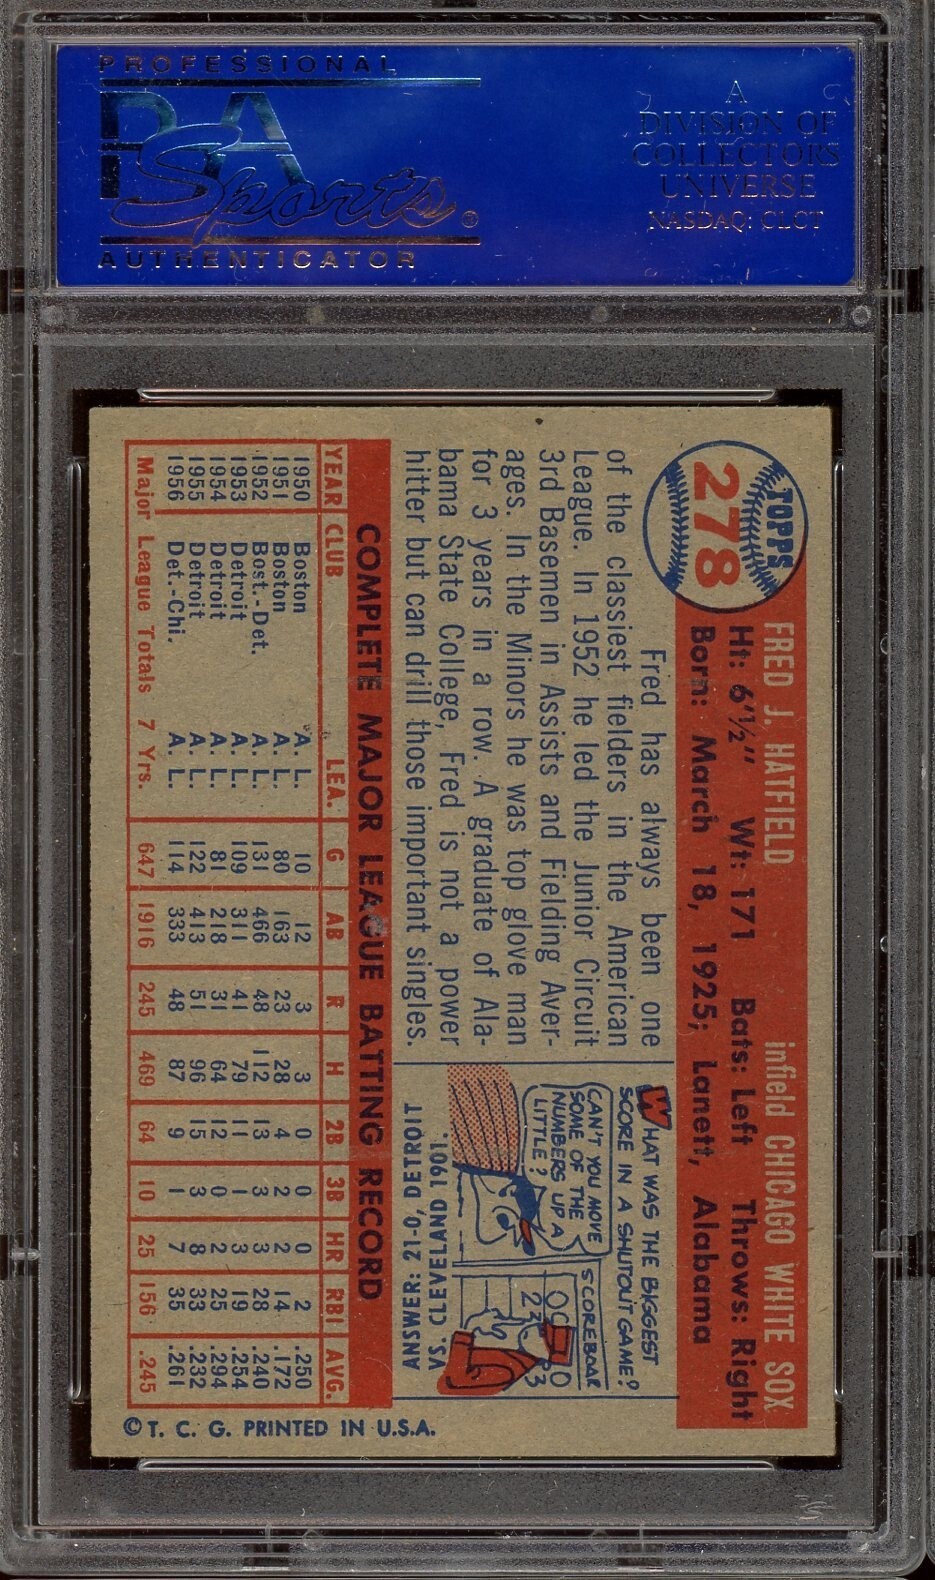 PROFESSIONAL
PSA
Sports®
AUTHENTICATOR
A
DIVISION OF
COLLECTORS
UNIVERSE
NASDAQ: CLCT
TOPPS
278
FRED J. HATFIELD infield CHICAGO WHITE SOX
Ht: 6'½" Wt: 171 Bats: Left Throws: Right
Born: March 18, 1925; Lanett, Alabama
Fred has always been one
of the classiest fielders in the American
League. In 1952 he led the Junior Circuit
3rd Basemen in Assists and Fielding Aver-
ages. In the Minors he was top glove man
for 3 years in a row. A graduate of Ala-
bama State College, Fred is not a power
hitter but can drill those important singles.
WHAT WAS THE BIGGEST
SCORE IN A SHUTOUT GAME?
CAN'T YOU MOVE
SOME OF THE
NUMBERS UP A
LITTLE?
SCOREBOAR
ANSWER: 21-0, DETROIT
VS. CLEVELAND 1901.
COMPLETE MAJOR LEAGUE BATTING RECORD
YEAR CLUB LEA. G AB R H 2B 3B HR RBI AVG.
1950 Boston A. L. 10 12 3 3 0 0 0 2 .250
1951 Boston A. L. 80 163 23 28 4 2 2 14 .172
1952 Bost.-Det. A. L. 131 466 48 112 13 3 3 28 .240
1953 Detroit A. L. 109 311 41 79 11 1 3 19 .254
1954 Detroit A. L. 81 218 31 64 12 0 2 25 .294
1955 Detroit A. L. 122 413 51 96 15 3 8 33 .232
1956 Det.-Chi. A. L. 114 333 48 87 9 1 7 35 .261
Major League Totals 7 Yrs. 647 1916 245 469 64 10 25 156 .245
© T. C. G. PRINTED IN U.S.A.